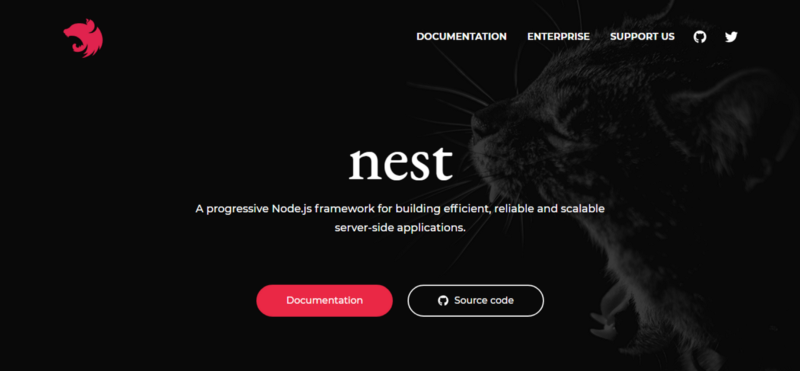 DOCUMENTATION ENTERPRISE SUPPORT US
nest
A progressive Node.js framework for building efficient, reliable and scalable
server-side applications.
Documentation Source code